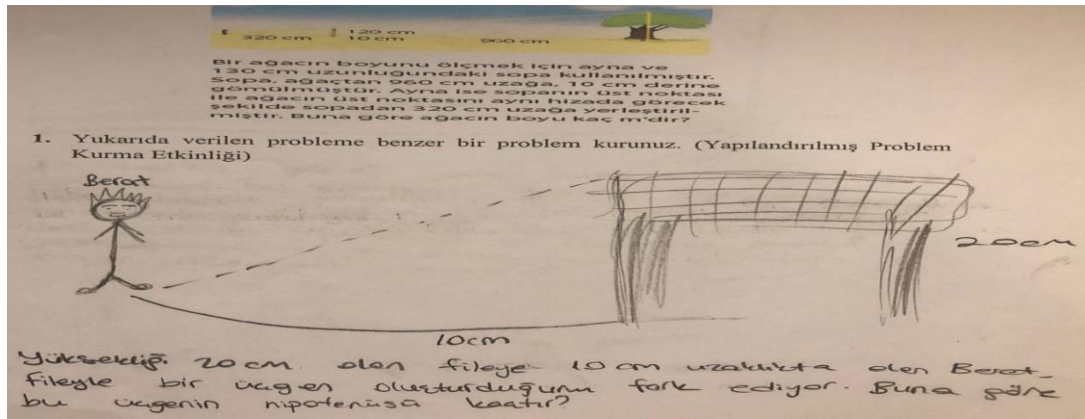 320 cm
120 cm
10 cm
960 cm
Bir ağacın boyunu ölçmek için ayna ve
130 cm uzunluğundaki sopa kullanılmıştır.
Sopa, ağaçtan 960 cm uzağa, 10 cm derine
gömülmüştür. Ayna ise sopanın üst noktası
ile ağacın üst noktasını aynı hizada görecek
şekilde sopadan 320 cm uzağa yerleştiril-
miştir. Buna göre ağacın boyu kaç m'dir?
1. Yukarıda verilen probleme benzer bir problem kurunuz. (Yapılandırılmış Problem
Kurma Etkinliği)
Berat
20cm
10cm
Yüksekliği 20 cm olan fileye 10 cm uzaklıkta olan Berat
fileyle bir üçgen oluşturduğunu fark ediyor. Buna göre
bu üçgenin hipotenüsü kaçtır?